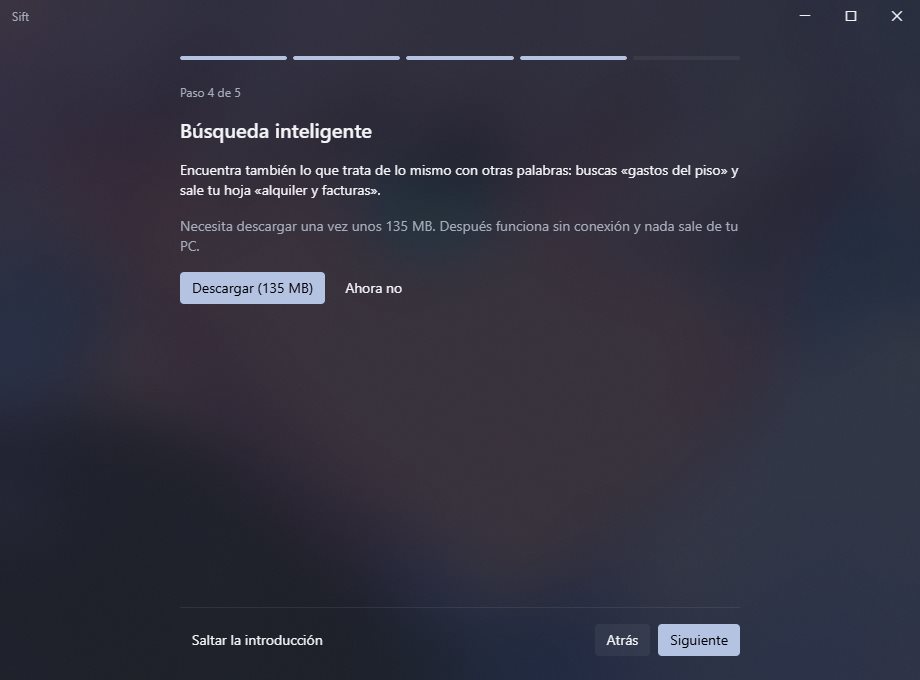 Sift
Paso 4 de 5
Búsqueda inteligente
Encuentra también lo que trata de lo mismo con otras palabras: buscas «gastos del piso» y
sale tu hoja «alquiler y facturas».
Necesita descargar una vez unos 135 MB. Después funciona sin conexión y nada sale de tu
PC.
Descargar (135 MB)
Ahora no
Saltar la introducción
Atrás
Siguiente